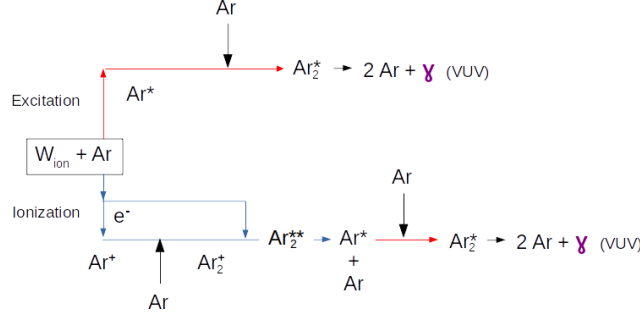 Ar
Ar₂* → 2 Ar + ɣ (VUV)
Excitation
Ar*
W_ion + Ar
Ionization
e⁻
Ar
Ar₂** → Ar* → Ar₂* → 2 Ar + ɣ (VUV)
+
Ar⁺ Ar₂⁺ Ar
Ar